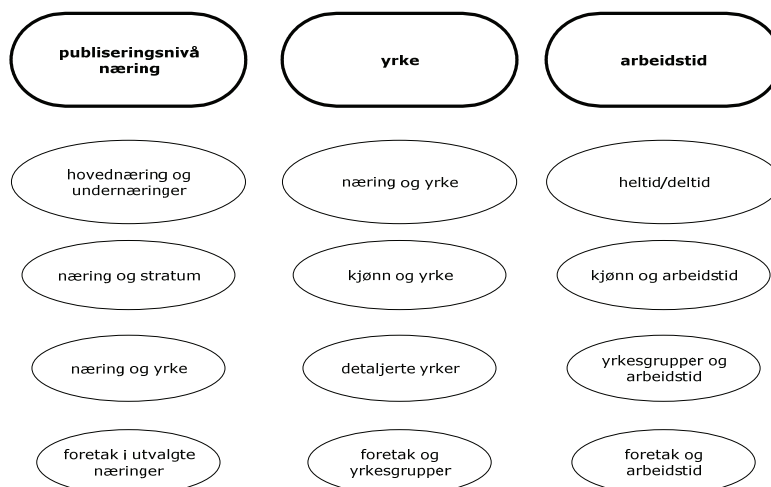 publiseringsnivå
næring
yrke
arbeidstid
hovednæring og
undernæringer
næring og yrke
heltid/deltid
næring og stratum
kjønn og yrke
kjønn og arbeidstid
næring og yrke
detaljerte yrker
yrkesgrupper og
arbeidstid
foretak i utvalgte
næringer
foretak og
yrkesgrupper
foretak og
arbeidstid